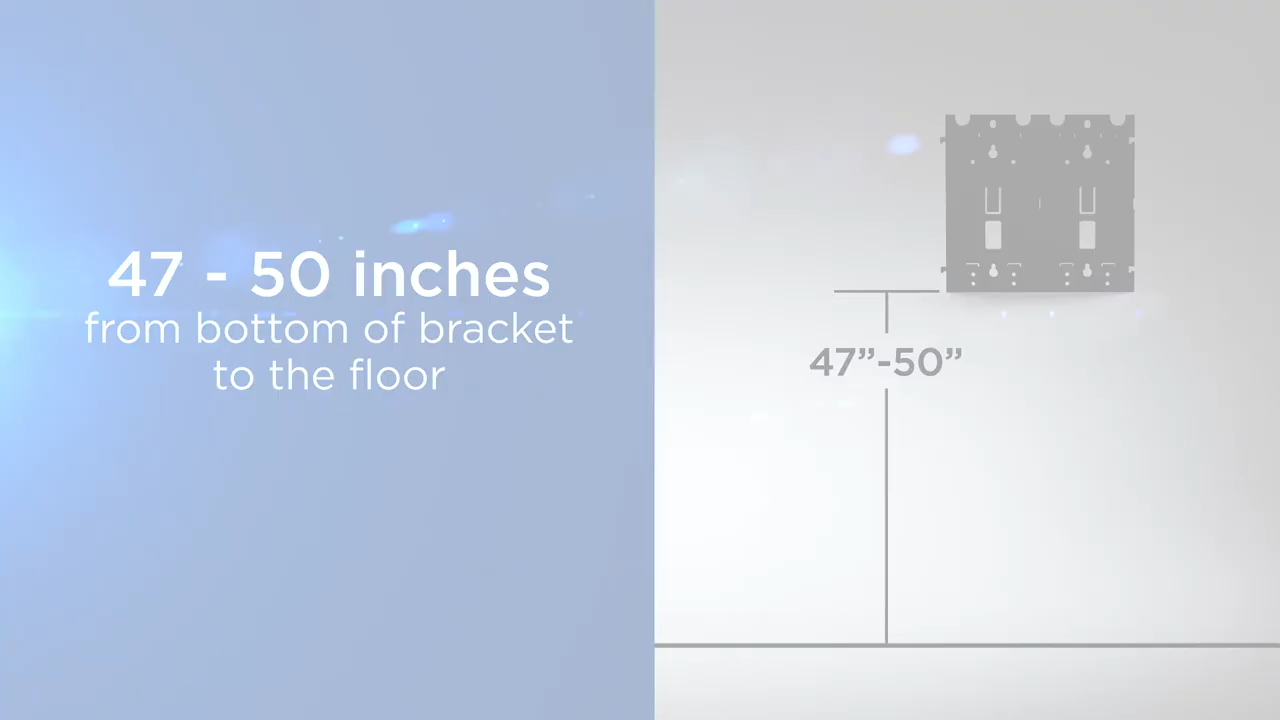 47 - 50 inches
from bottom of bracket
to the floor
47”-50”